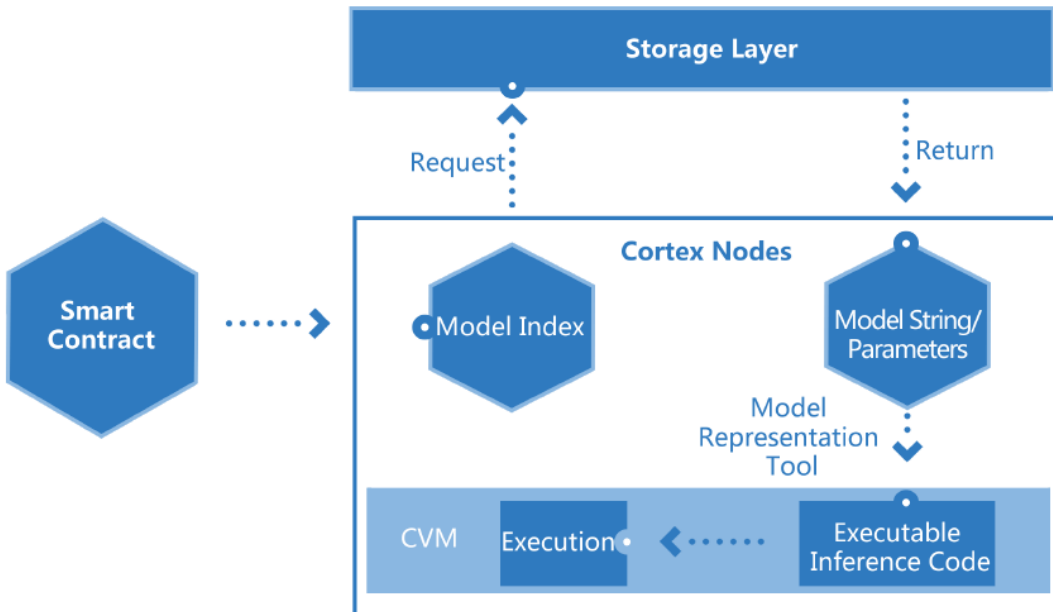 Storage Layer
Request
Return
Cortex Nodes
Smart
Contract
Model Index
Model String/
Parameters
Model
Representation
Tool
CVM
Execution
Executable
Inference Code